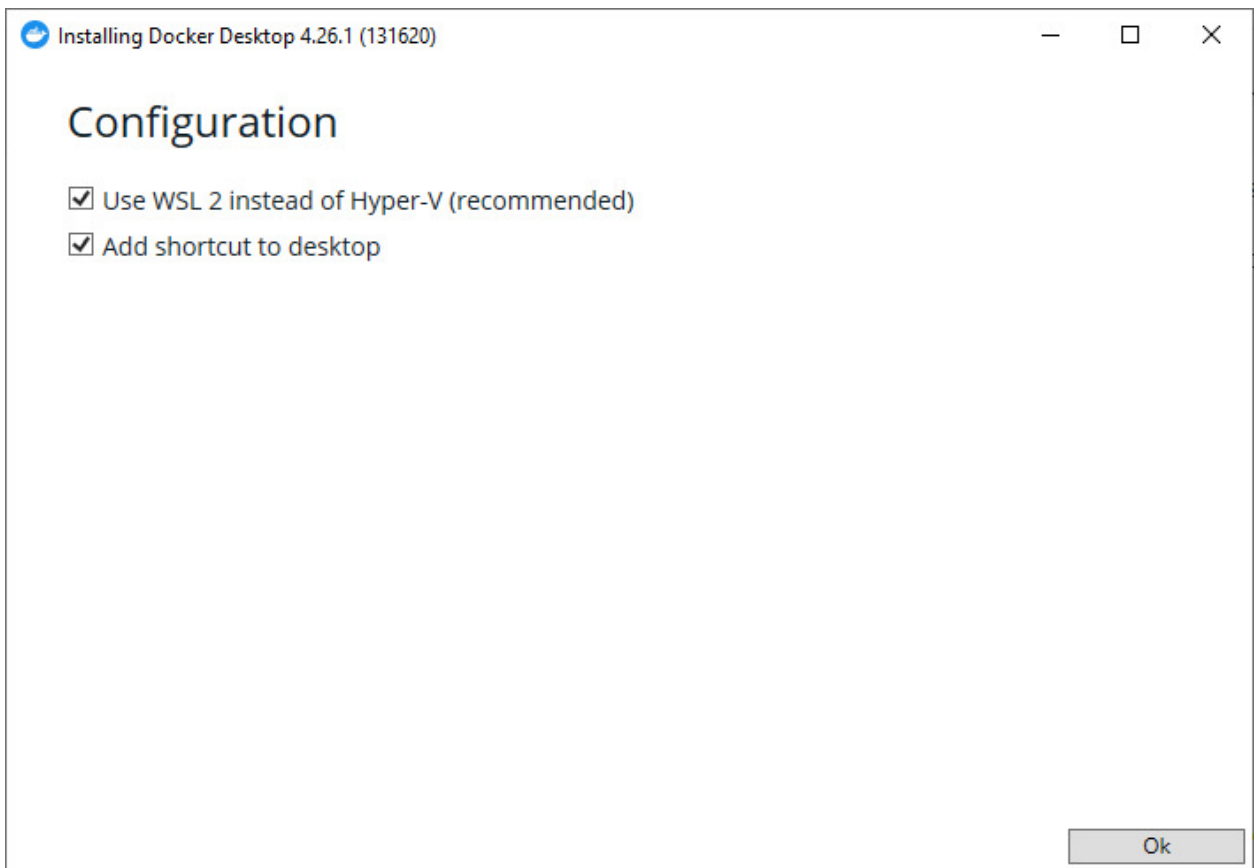 Installing Docker Desktop 4.26.1 (131620)
Configuration
Use WSL 2 instead of Hyper-V (recommended)
Add shortcut to desktop
Ok